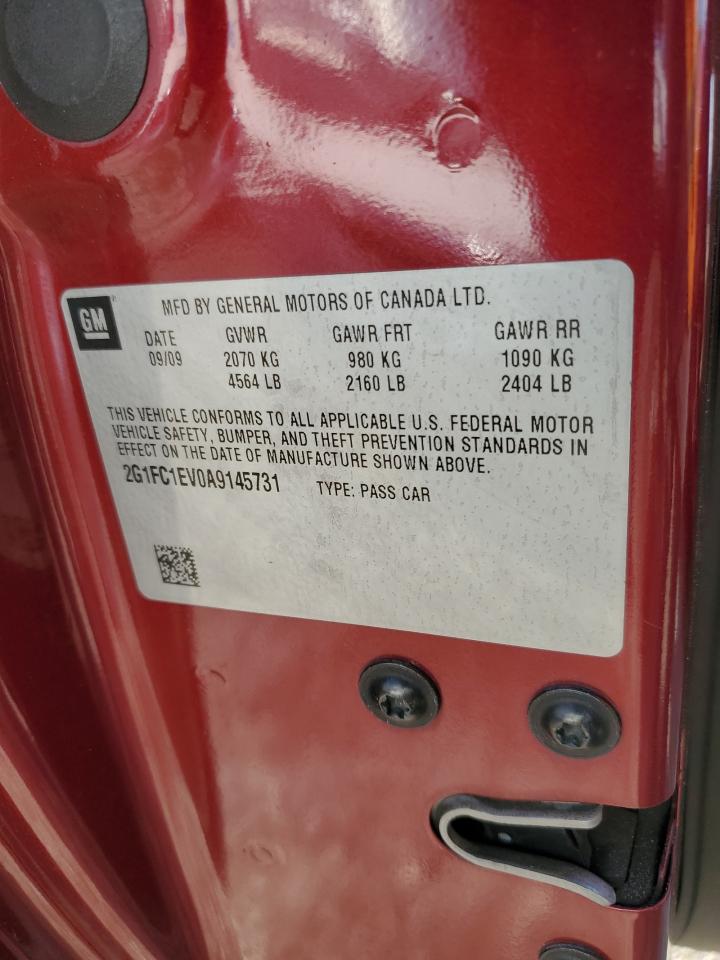 GM
MFD BY GENERAL MOTORS OF CANADA LTD.
DATE GVWR GAWR FRT GAWR RR
09/09 2070 KG 980 KG 1090 KG
4564 LB 2160 LB 2404 LB
THIS VEHICLE CONFORMS TO ALL APPLICABLE U.S. FEDERAL MOTOR
VEHICLE SAFETY, BUMPER, AND THEFT PREVENTION STANDARDS IN
EFFECT ON THE DATE OF MANUFACTURE SHOWN ABOVE.
2G1FC1EV0A9145731 TYPE: PASS CAR